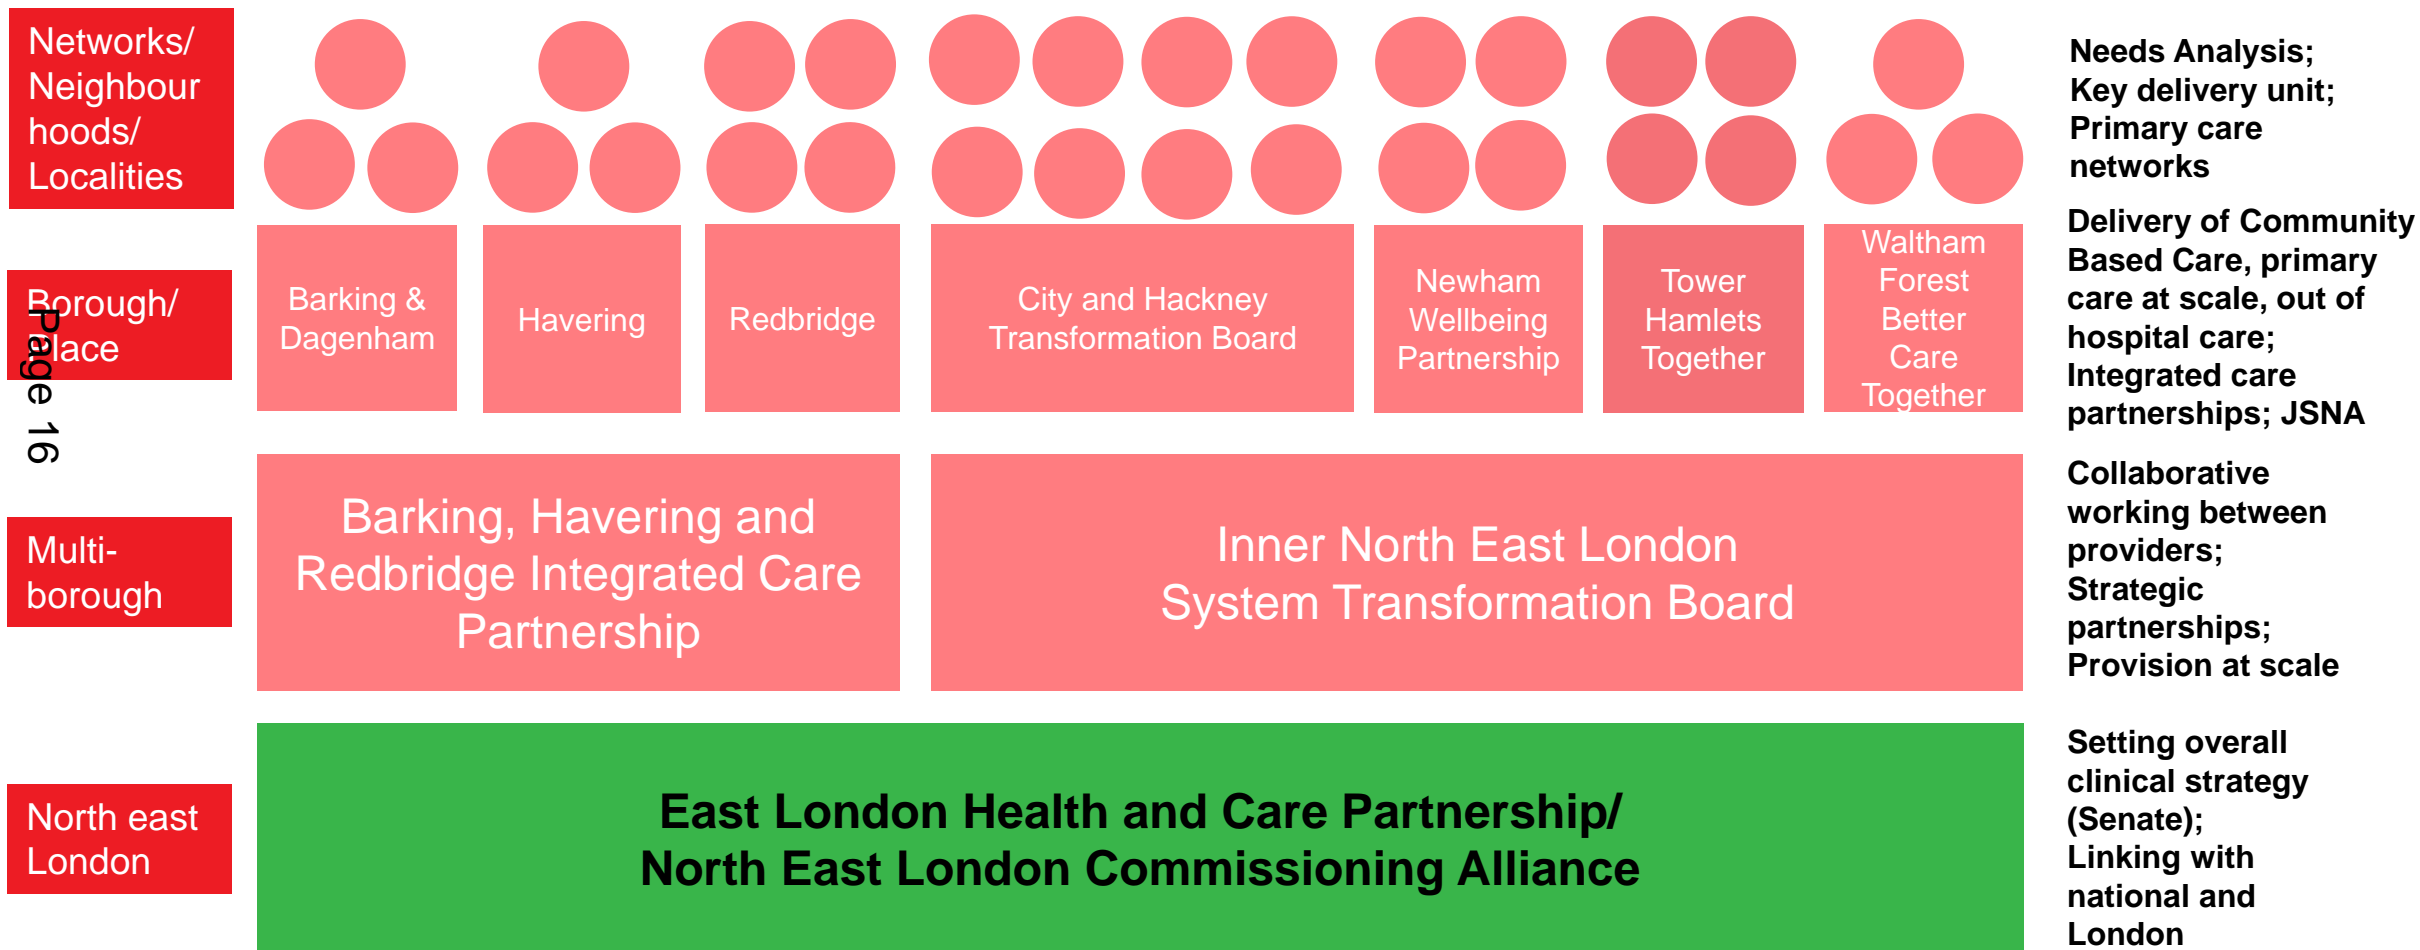 Networks/
Neighbour
hoods/
Localities
Needs Analysis;
Key delivery unit;
Primary care
networks
Borough/
Place
Barking &
Dagenham
Havering
Redbridge
City and Hackney
Transformation Board
Newham
Wellbeing
Partnership
Tower
Hamlets
Together
Waltham
Forest
Better
Care
Together
Delivery of Community
Based Care, primary
care at scale, out of
hospital care;
Integrated care
partnerships; JSNA
Page 16
Multi-
borough
Barking, Havering and
Redbridge Integrated Care
Partnership
Inner North East London
System Transformation Board
Collaborative
working between
providers;
Strategic
partnerships;
Provision at scale
North east
London
East London Health and Care Partnership/
North East London Commissioning Alliance
Setting overall
clinical strategy
(Senate);
Linking with
national and
London